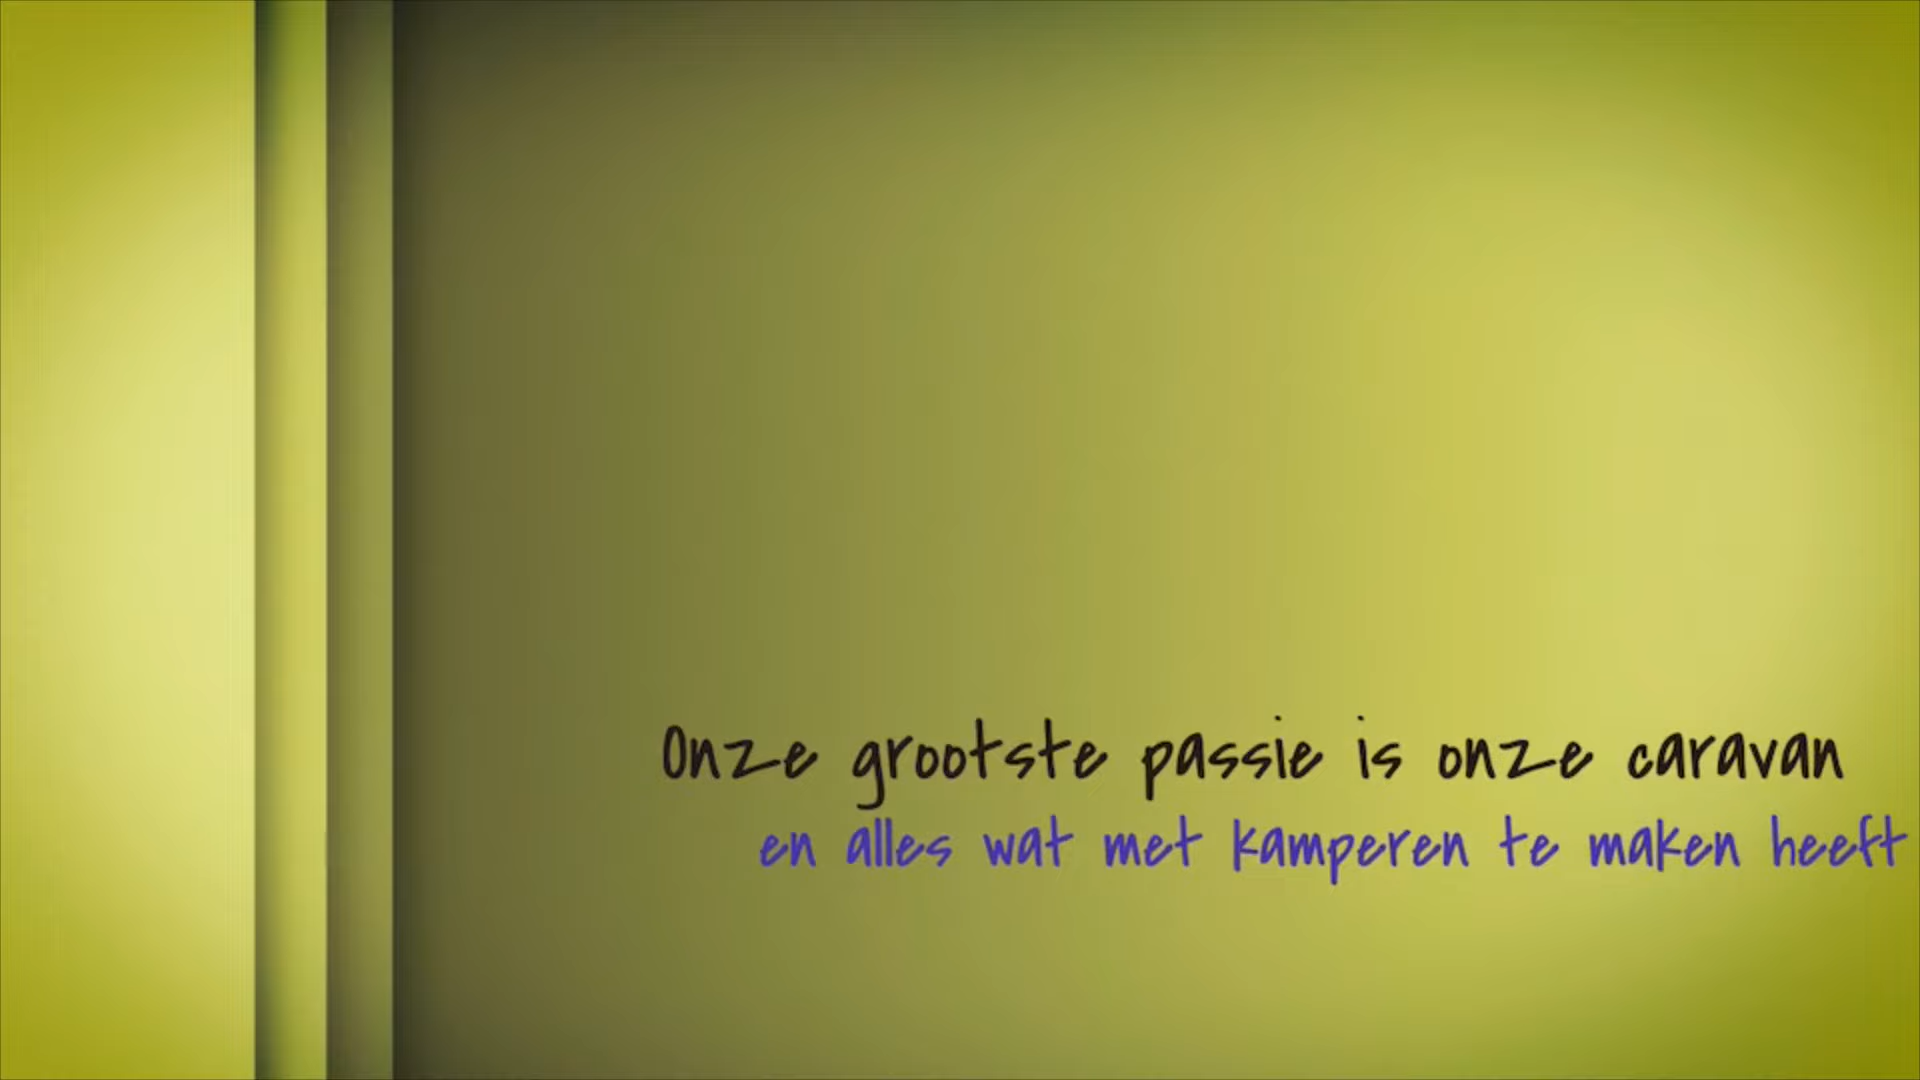 Onze grootste passie is onze caravan
en alles wat met kamperen te maken heeft